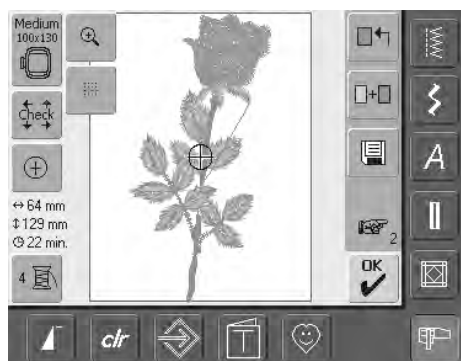 Medium
100x130
Check
↔ 64 mm
↕ 129 mm
22 min.
4
2
OK
A
clr
T